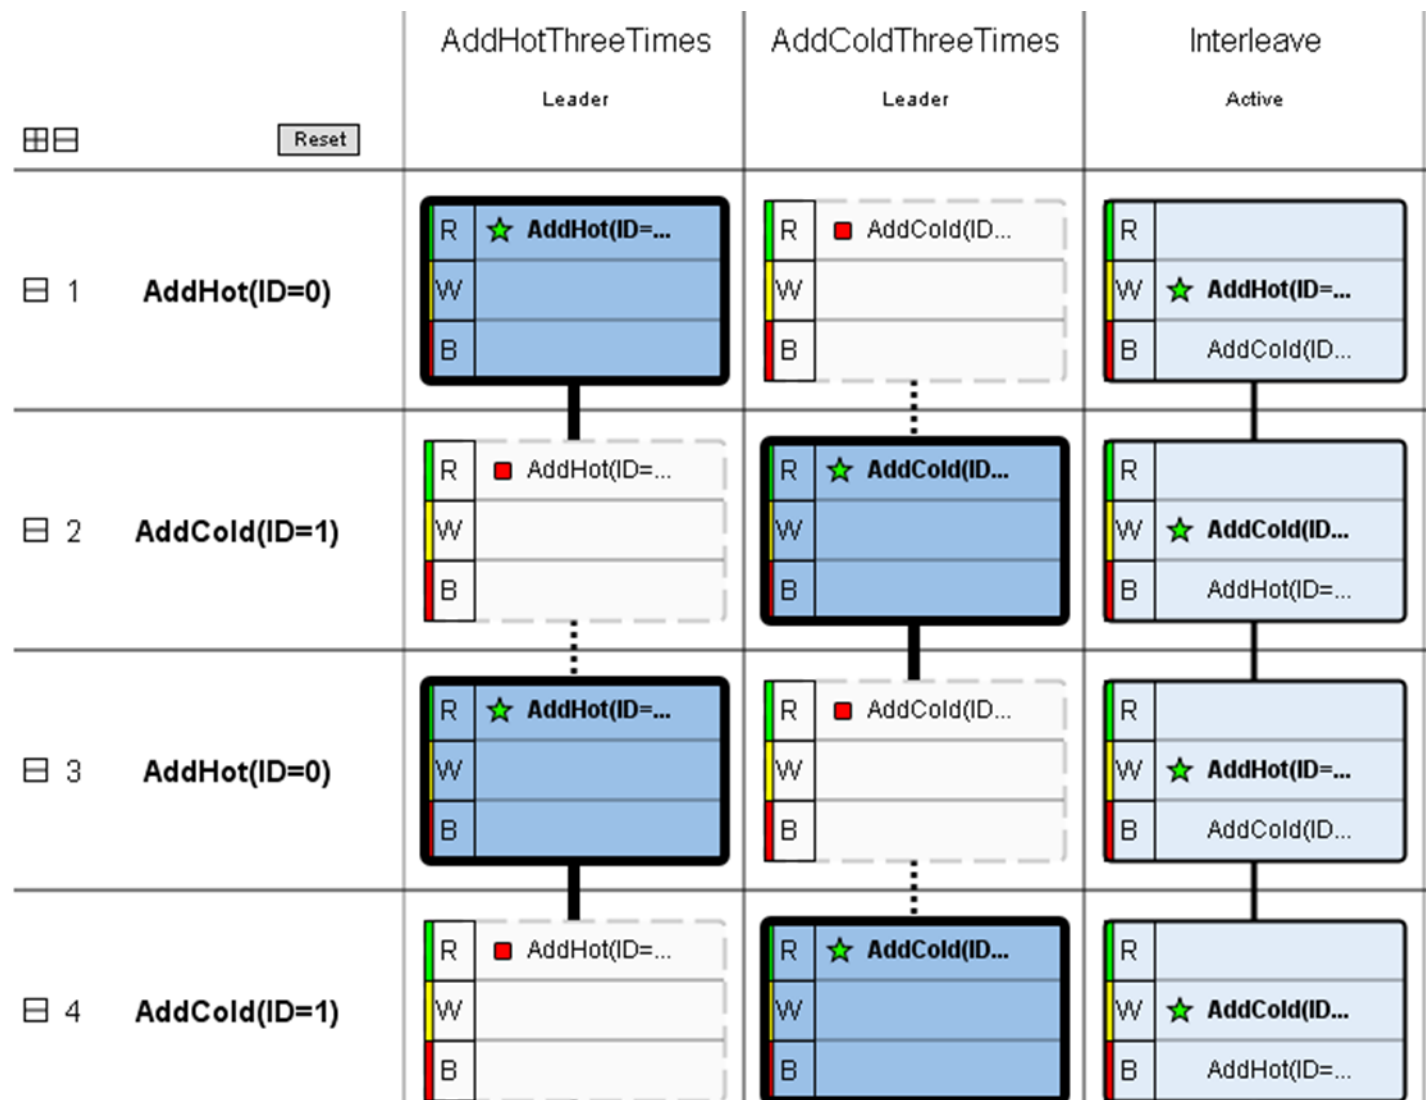 AddHotThreeTimes AddColdThreeTimes Interleave
Leader Leader Active
Reset
R AddHot(ID=... R AddCold(ID... R
1 AddHot(ID=0) W W W AddHot(ID=...
B B B AddCold(ID...
R AddHot(ID=... R AddCold(ID... R
2 AddCold(ID=1) W W W AddCold(ID...
B B B AddHot(ID=...
R AddHot(ID=... R AddCold(ID... R
3 AddHot(ID=0) W W W AddHot(ID=...
B B B AddCold(ID...
R AddHot(ID=... R AddCold(ID... R
4 AddCold(ID=1) W W W AddCold(ID...
B B B AddHot(ID=...